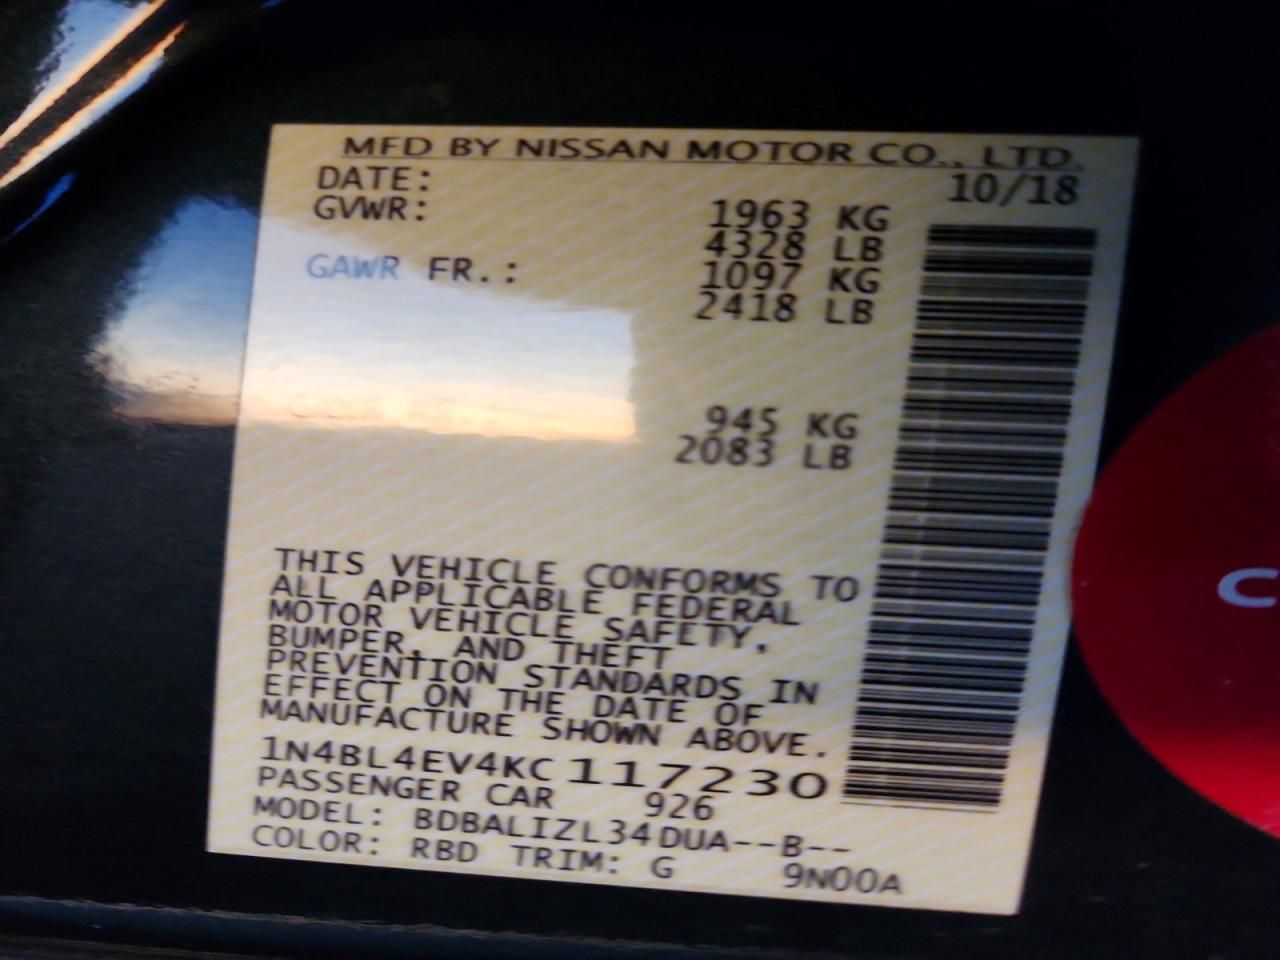 MFD BY NISSAN MOTOR CO., LTD.
DATE: 10/18
GVWR: 1963 KG
4328 LB
GAWR FR.: 1097 KG
2418 LB
945 KG
2083 LB
THIS VEHICLE CONFORMS TO
ALL APPLICABLE FEDERAL
MOTOR VEHICLE SAFETY,
BUMPER, AND THEFT
PREVENTION STANDARDS IN
EFFECT ON THE DATE OF
MANUFACTURE SHOWN ABOVE.
1N4BL4EV4KC117230
PASSENGER CAR 926
MODEL: BDBALIZL34DUA--B--
COLOR: RBD TRIM: G 9N00A
C